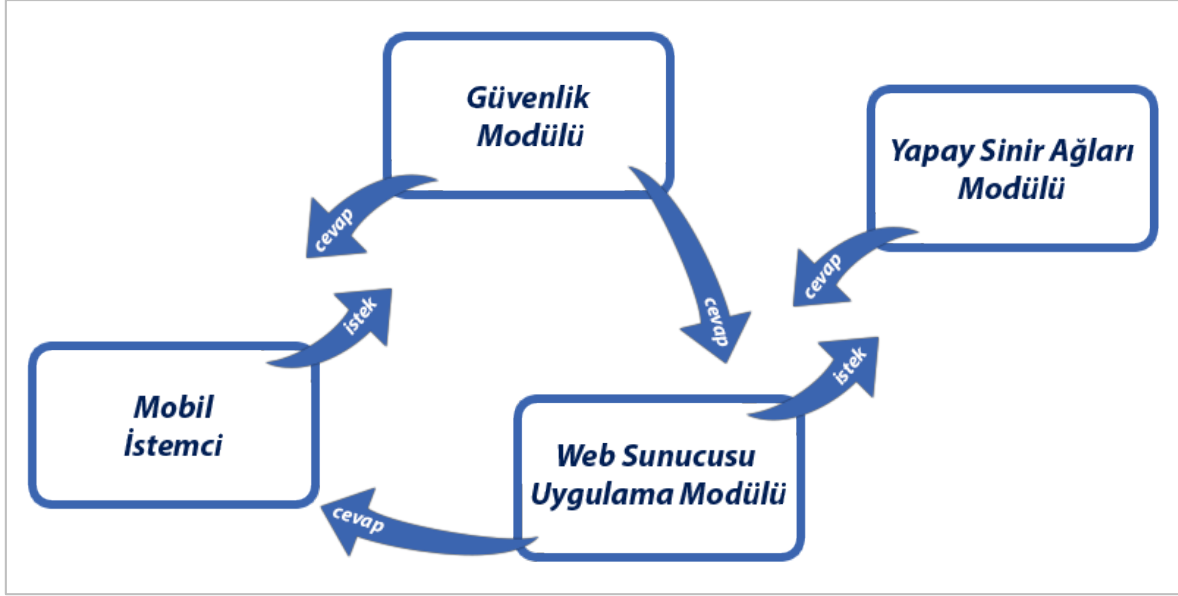 Güvenlik
Modülü
Yapay Sinir Ağları
Modülü
cevap
cevap
istek
cevap
istek
Mobil
İstemci
Web Sunucusu
Uygulama Modülü
cevap